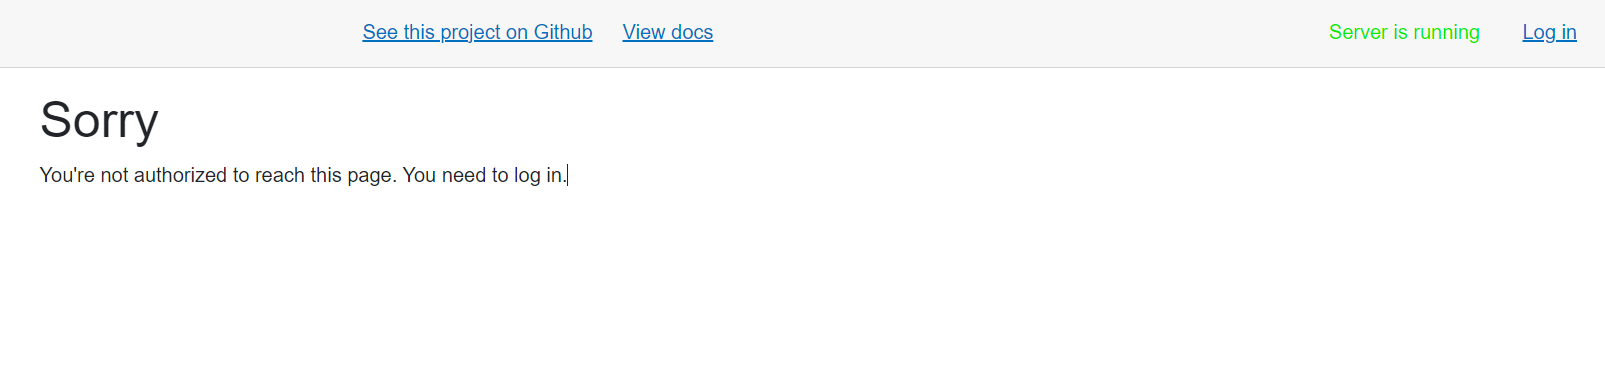 See this project on Github View docs Server is running Log in
Sorry
You're not authorized to reach this page. You need to log in.